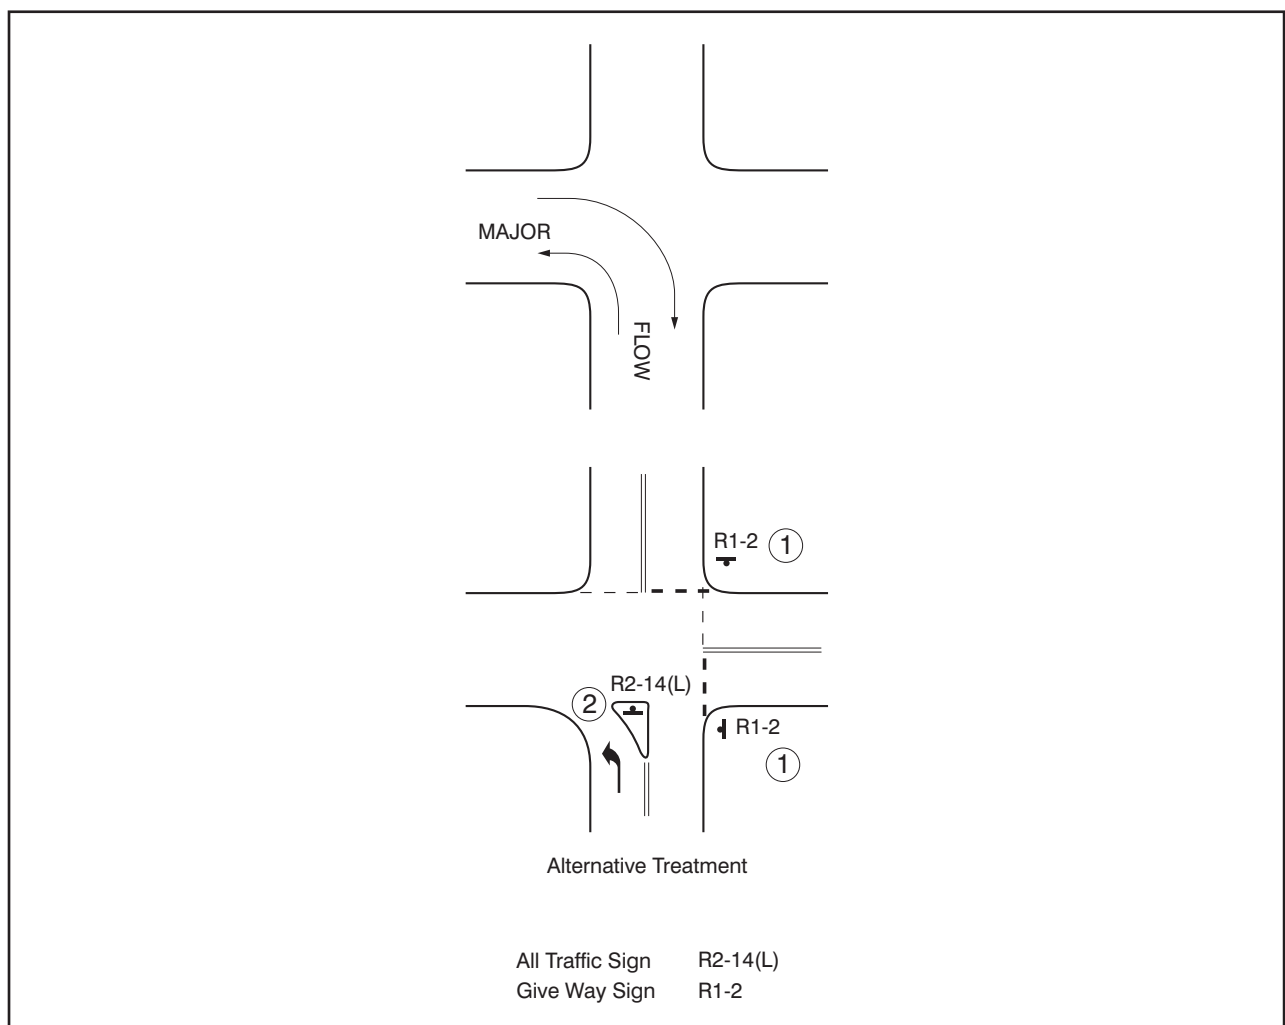 MAJOR
FLOW
R1-2 1
R2-14(L)
2
R1-2
1
Alternative Treatment
All Traffic Sign R2-14(L)
Give Way Sign R1-2